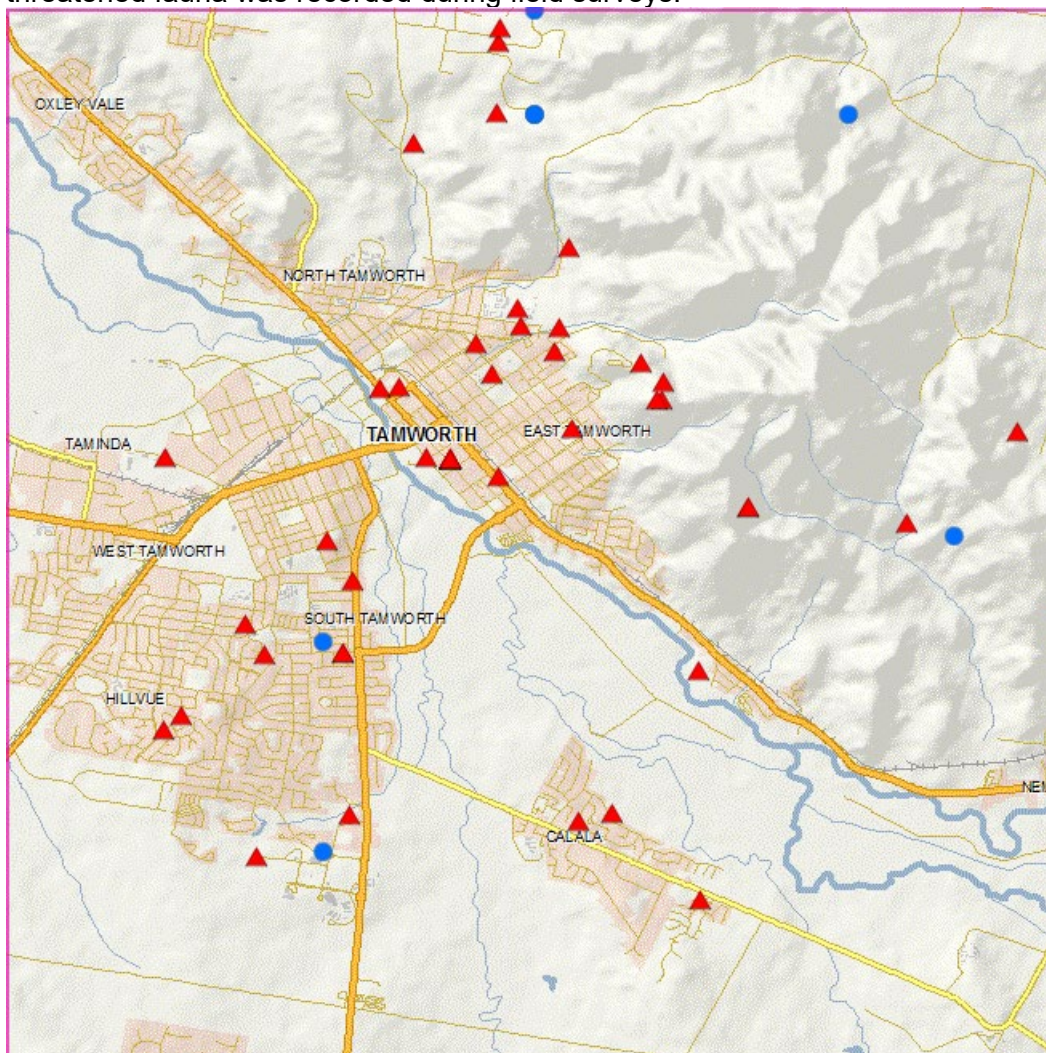 threatened fauna was recorded during field surveys.
OXLEY VALE
NORTH TAMWORTH
TAMWORTH
EAST TAMWORTH
TAMINDA
WEST TAMWORTH
SOUTH TAMWORTH
HILLVUE
NEM
CALALA